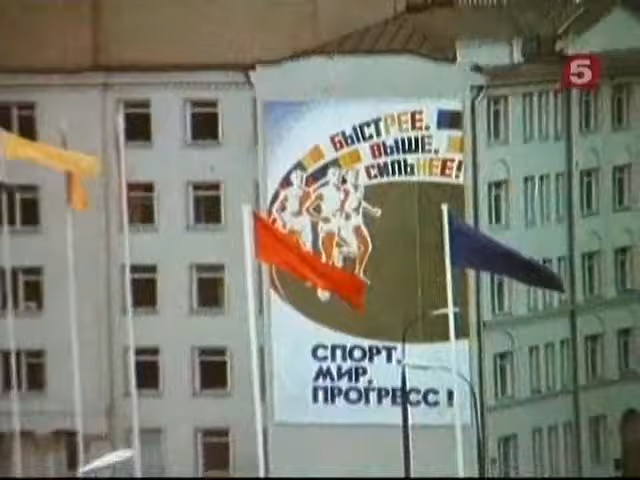 5
БЫСТРЕЕ,
ВЫШЕ,
СИЛЬНЕЕ!
СПОРТ,
МИР,
ПРОГРЕСС!